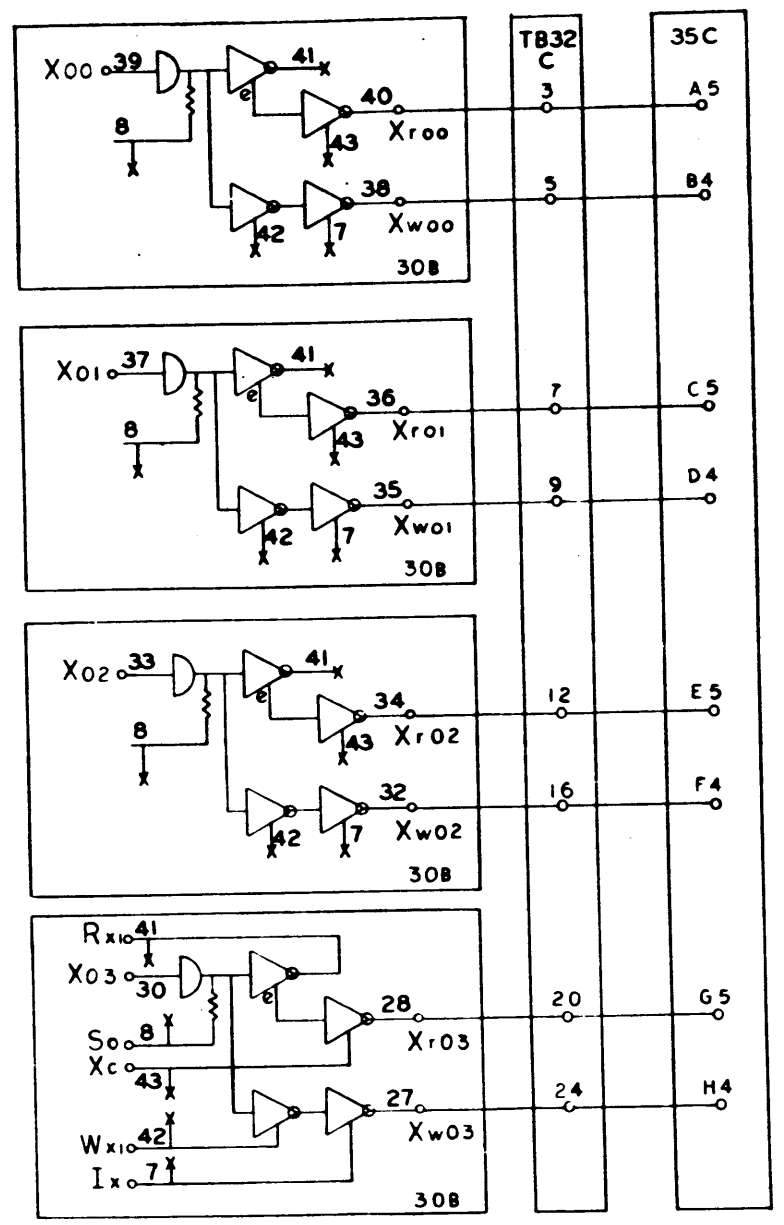 TB32 35C
C
X00 39 41
e 40 3 A5
8 43 Xr00
38 5 B4
42 7 Xw00
30B
X01 37 41
e 36 7 C5
8 43 Xr01
35 9 D4
42 7 Xw01
30B
X02 33 41
e 34 12 E5
8 43 Xr02
32 16 F4
42 7 Xw02
30B
Rx1 41
X03 30
e 28 20 G5
So 8 Xr03
Xc 43
27 24 H4
Wx1 42 Xw03
Ix 7
30B